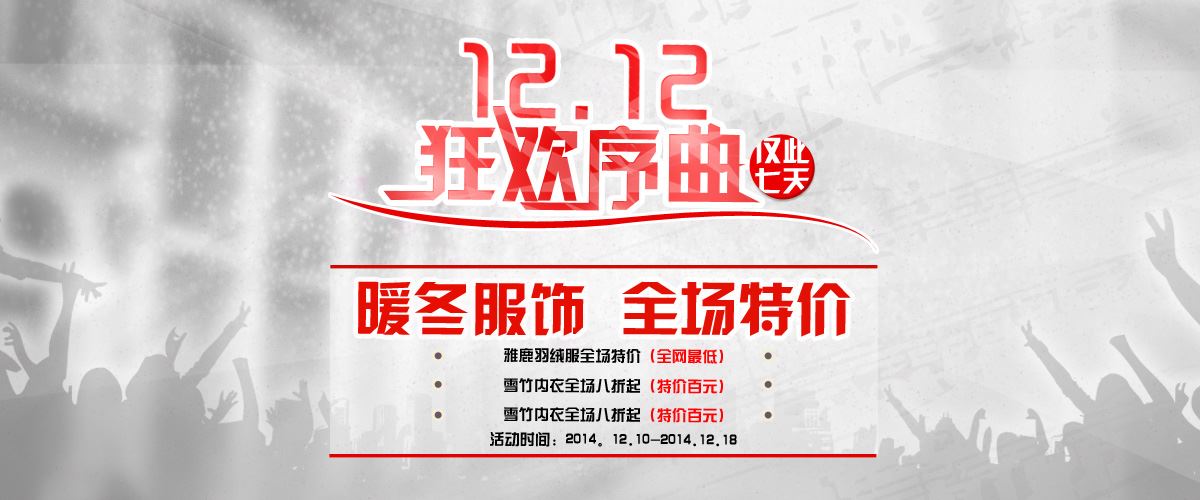 12.12
狂欢序曲
仅此
七天
暖冬服饰 全场特价
雅鹿羽绒服全场特价(全网最低)
雪竹内衣全场八折起(特价百元)
雪竹内衣全场八折起(特价百元)
活动时间:2014。12.10-2014.12.18